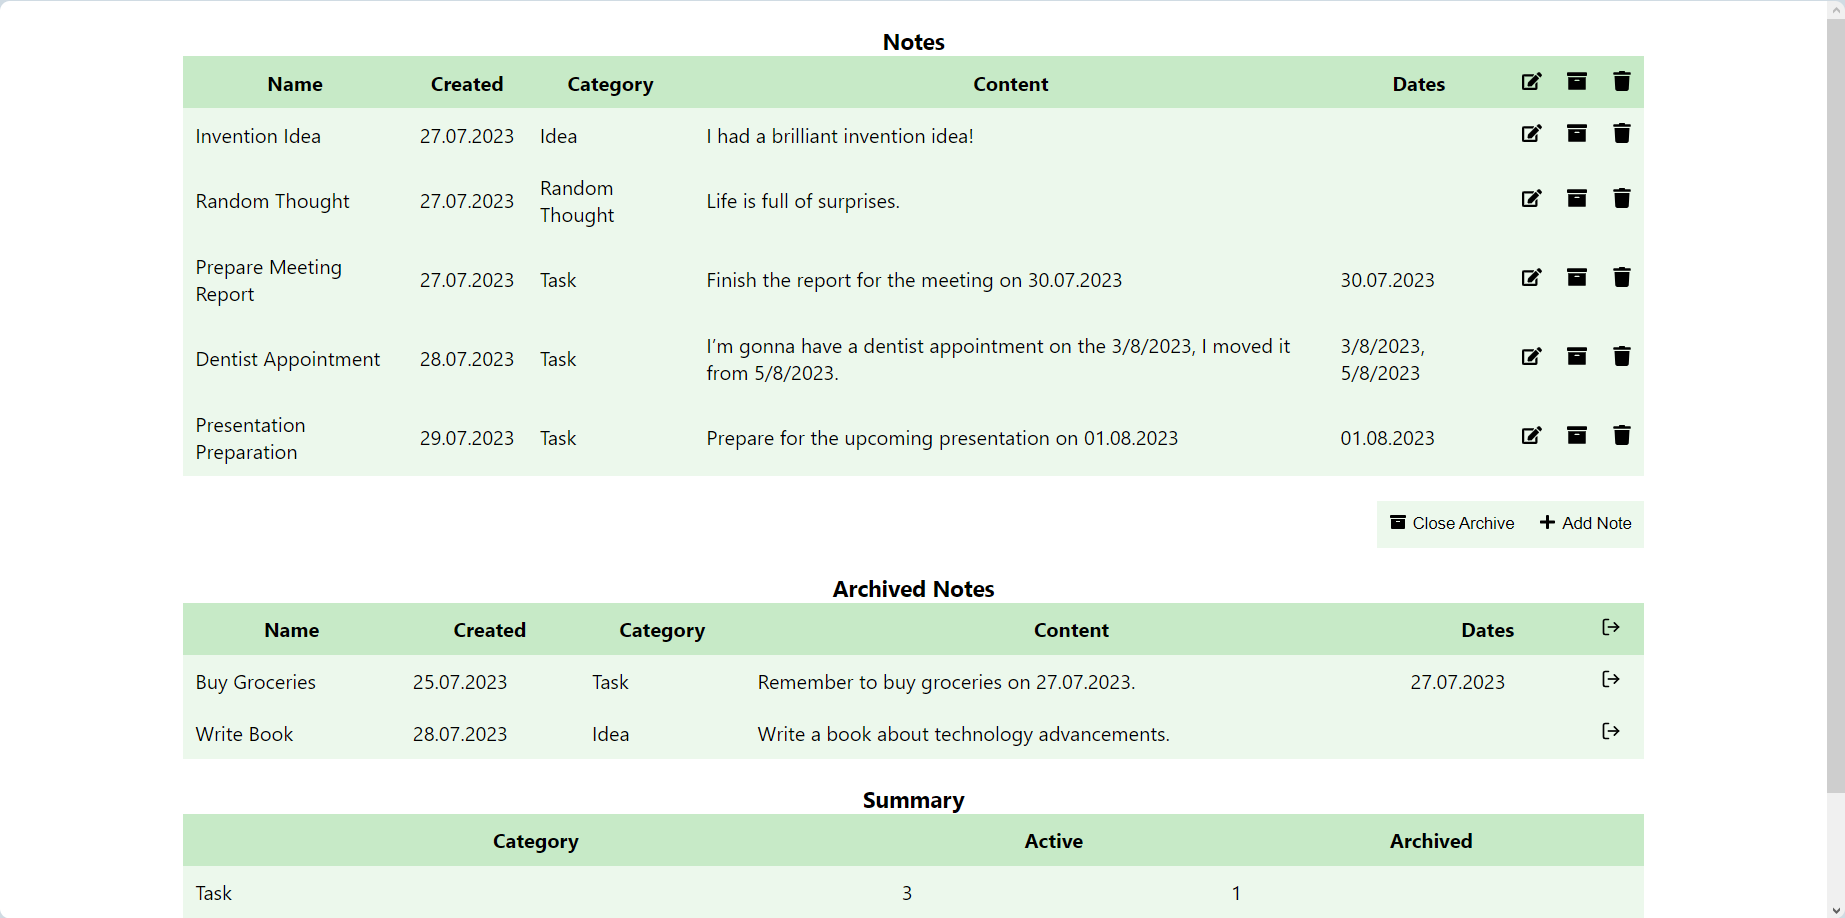 Notes
Name Created Category Content Dates
Invention Idea 27.07.2023 Idea I had a brilliant invention idea!
Random Thought 27.07.2023 Random Thought Life is full of surprises.
Prepare Meeting Report 27.07.2023 Task Finish the report for the meeting on 30.07.2023 30.07.2023
Dentist Appointment 28.07.2023 Task I’m gonna have a dentist appointment on the 3/8/2023, I moved it from 5/8/2023. 3/8/2023, 5/8/2023
Presentation Preparation 29.07.2023 Task Prepare for the upcoming presentation on 01.08.2023 01.08.2023
Close Archive Add Note
Archived Notes
Name Created Category Content Dates
Buy Groceries 25.07.2023 Task Remember to buy groceries on 27.07.2023. 27.07.2023
Write Book 28.07.2023 Idea Write a book about technology advancements.
Summary
Category Active Archived
Task 3 1